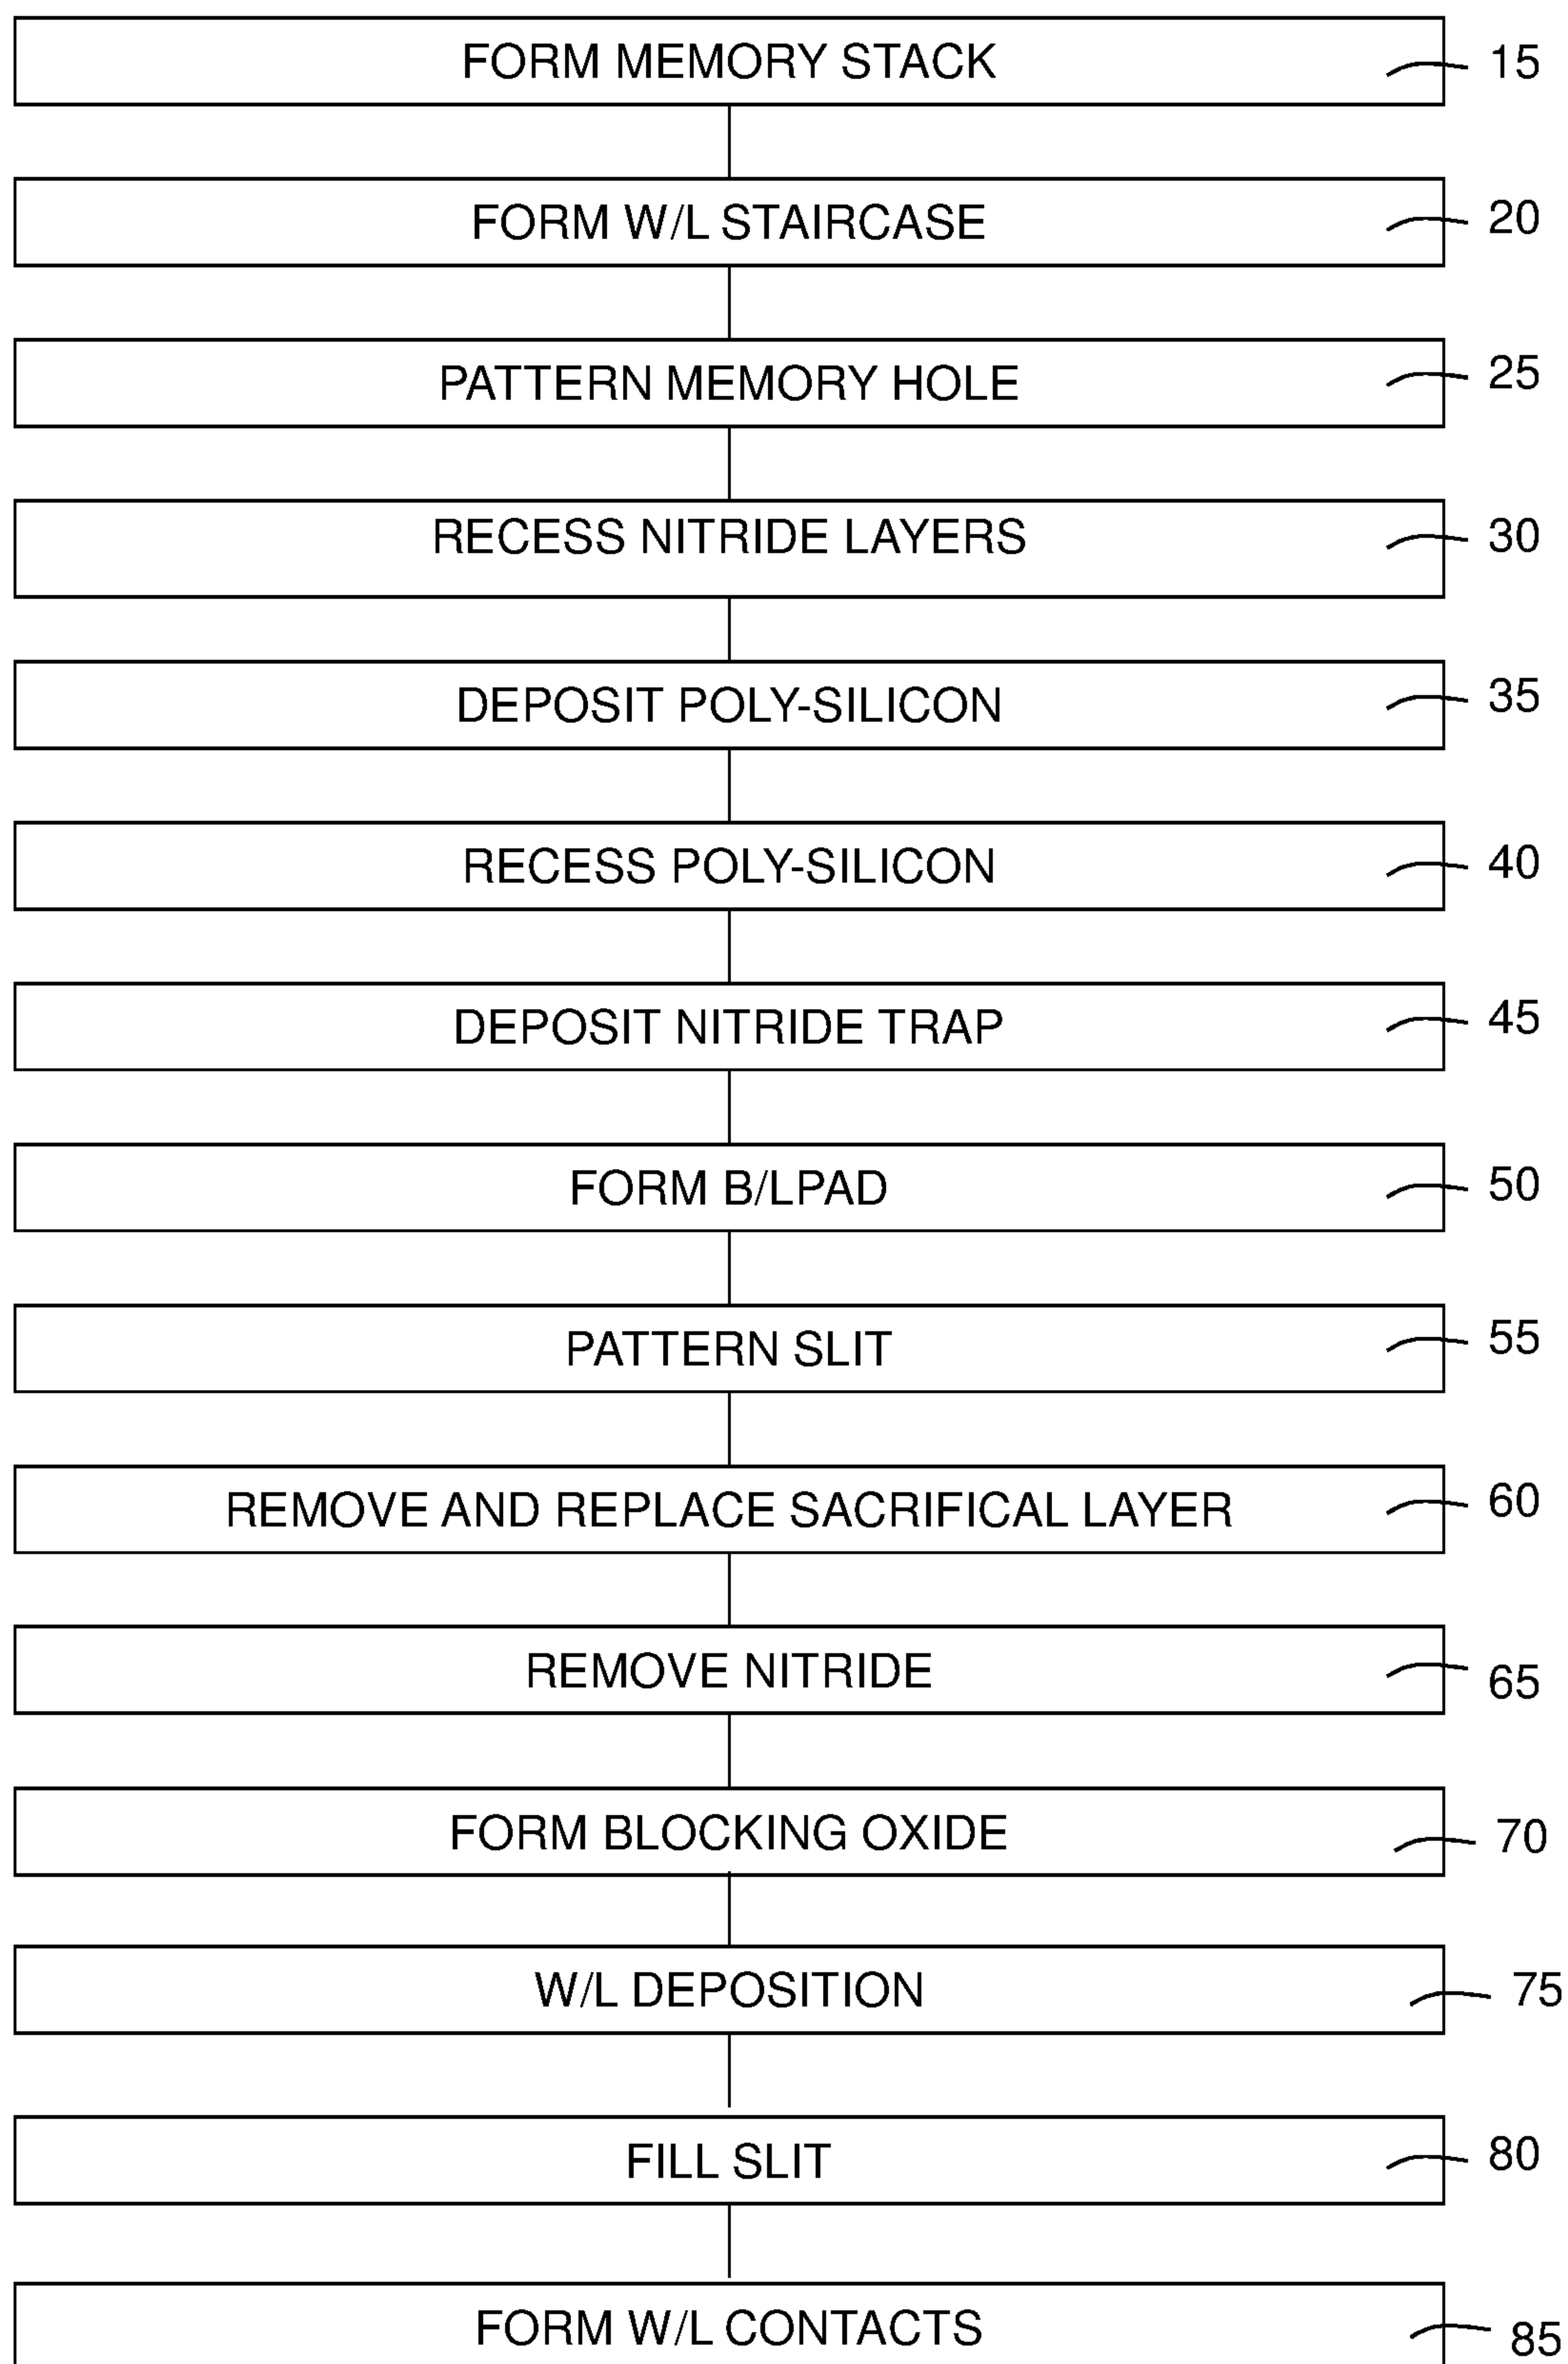 FORM MEMORY STACK 15
FORM W/L STAIRCASE 20
PATTERN MEMORY HOLE 25
RECESS NITRIDE LAYERS 30
DEPOSIT POLY-SILICON 35
RECESS POLY-SILICON 40
DEPOSIT NITRIDE TRAP 45
FORM B/LPAD 50
PATTERN SLIT 55
REMOVE AND REPLACE SACRIFICAL LAYER 60
REMOVE NITRIDE 65
FORM BLOCKING OXIDE 70
W/L DEPOSITION 75
FILL SLIT 80
FORM W/L CONTACTS 85